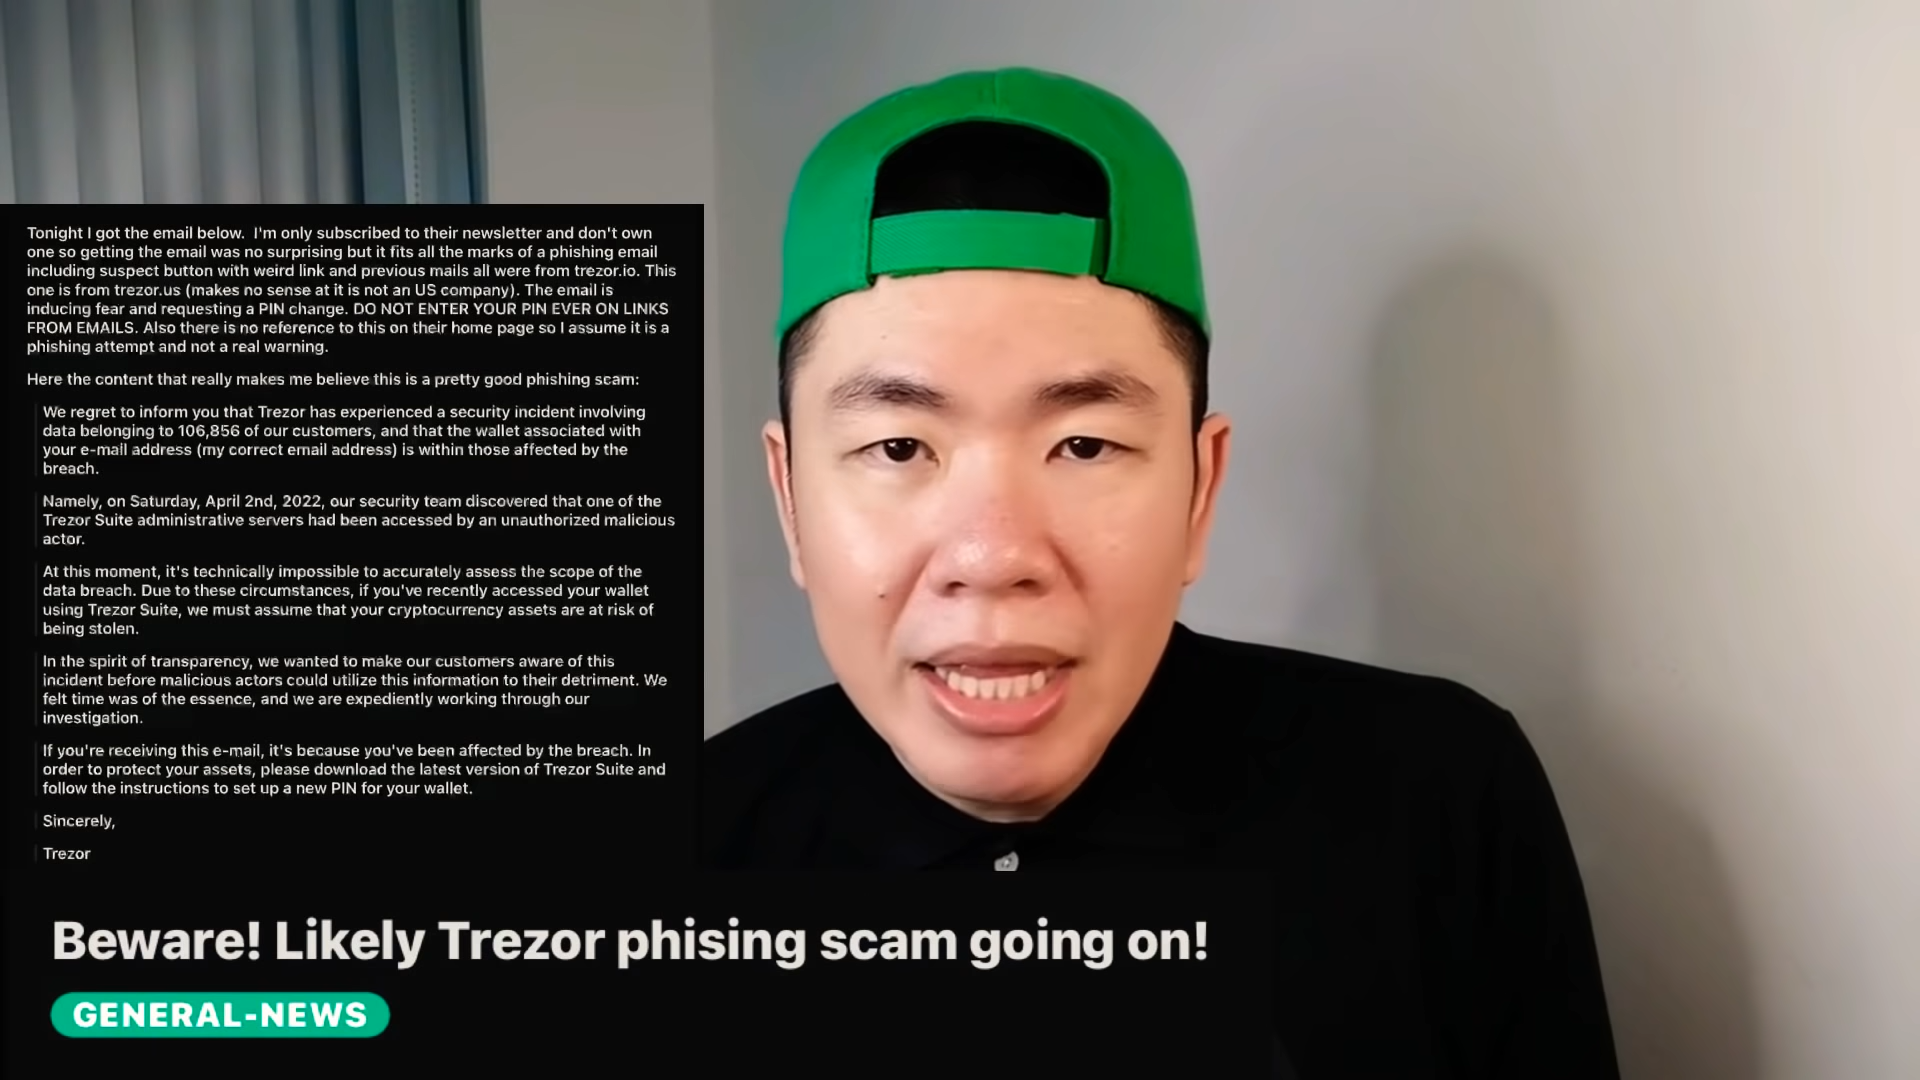 Tonight I got the email below.  I'm only subscribed to their newsletter and don't own
one so getting the email was no surprising but it fits all the marks of a phishing email
including suspect button with weird link and previous mails all were from trezor.io. This
one is from trezor.us (makes no sense at it is not an US company). The email is
inducing fear and requesting a PIN change. DO NOT ENTER YOUR PIN EVER ON LINKS
FROM EMAILS. Also there is no reference to this on their home page so I assume it is a
phishing attempt and not a real warning.
Here the content that really makes me believe this is a pretty good phishing scam:
We regret to inform you that Trezor has experienced a security incident involving
data belonging to 106,856 of our customers, and that the wallet associated with
your e-mail address (my correct email address) is within those affected by the
breach.
Namely, on Saturday, April 2nd, 2022, our security team discovered that one of the
Trezor Suite administrative servers had been accessed by an unauthorized malicious
actor.
At this moment, it's technically impossible to accurately assess the scope of the
data breach. Due to these circumstances, if you've recently accessed your wallet
using Trezor Suite, we must assume that your cryptocurrency assets are at risk of
being stolen.
In the spirit of transparency, we wanted to make our customers aware of this
incident before malicious actors could utilize this information to their detriment. We
felt time was of the essence, and we are expediently working through our
investigation.
If you're receiving this e-mail, it's because you've been affected by the breach. In
order to protect your assets, please download the latest version of Trezor Suite and
follow the instructions to set up a new PIN for your wallet.
Sincerely,
Trezor
Beware! Likely Trezor phising scam going on!
GENERAL-NEWS